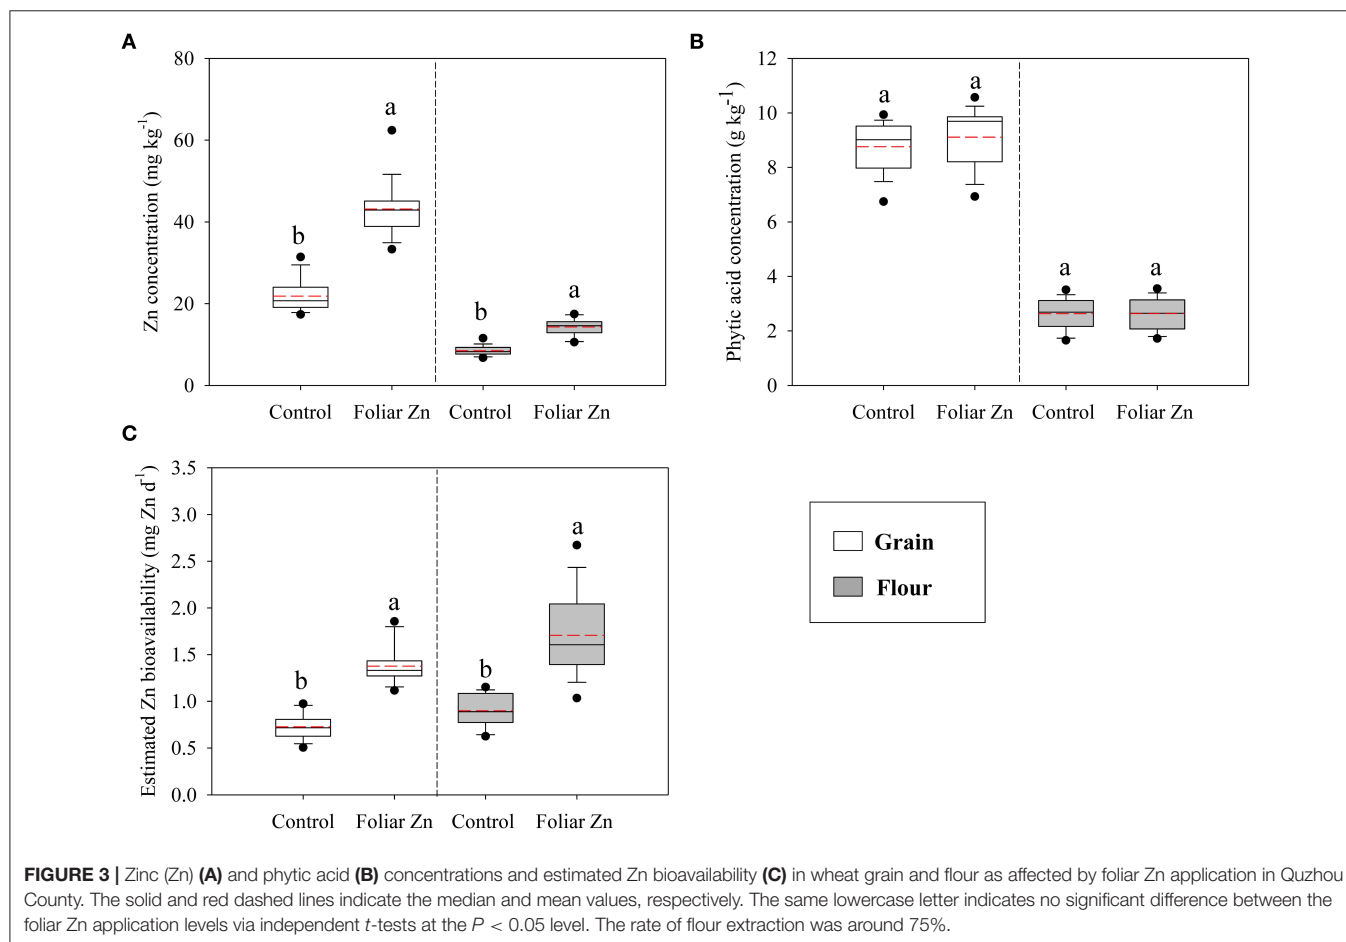 A
Zn concentration (mg kg-1)
80
60
40
20
0
b
a
b
a
Control
Foliar Zn
Control
Foliar Zn
B
Phytic acid concentration (g kg-1)
12
10
8
6
4
2
0
a
a
a
a
Control
Foliar Zn
Control
Foliar Zn
C
Estimated Zn bioavailability (mg Zn d-1)
3.5
3.0
2.5
2.0
1.5
1.0
0.5
0.0
b
a
b
a
Control
Foliar Zn
Control
Foliar Zn
Grain
Flour
FIGURE 3 | Zinc (Zn) (A) and phytic acid (B) concentrations and estimated Zn bioavailability (C) in wheat grain and flour as affected by foliar Zn application in Quzhou
County. The solid and red dashed lines indicate the median and mean values, respectively. The same lowercase letter indicates no significant difference between the
foliar Zn application levels via independent t-tests at the P < 0.05 level. The rate of flour extraction was around 75%.